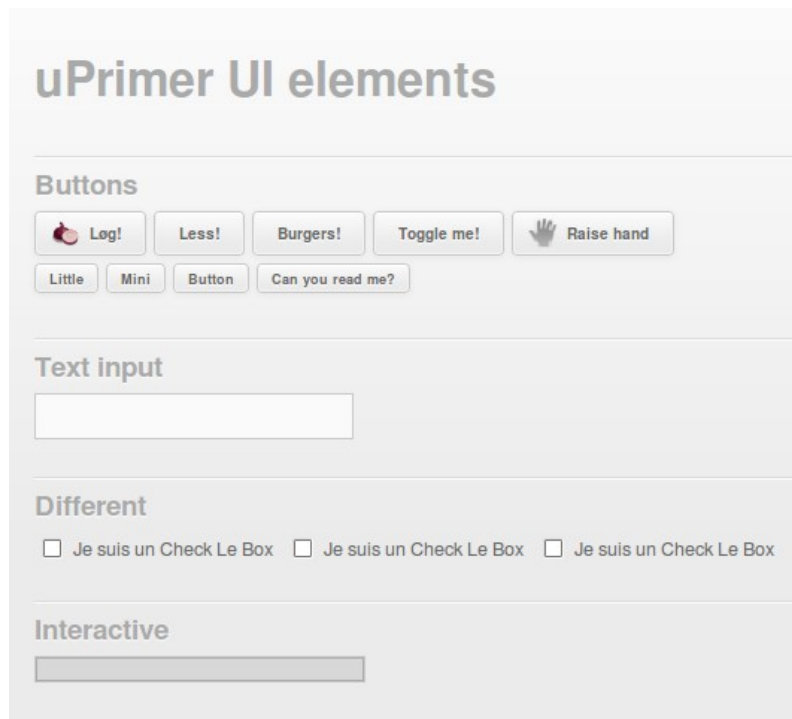 uPrimer UI elements
Buttons
Løg! Less! Burgers! Toggle me! Raise hand
Little Mini Button Can you read me?
Text input
Different
Je suis un Check Le Box Je suis un Check Le Box Je suis un Check Le Box
Interactive